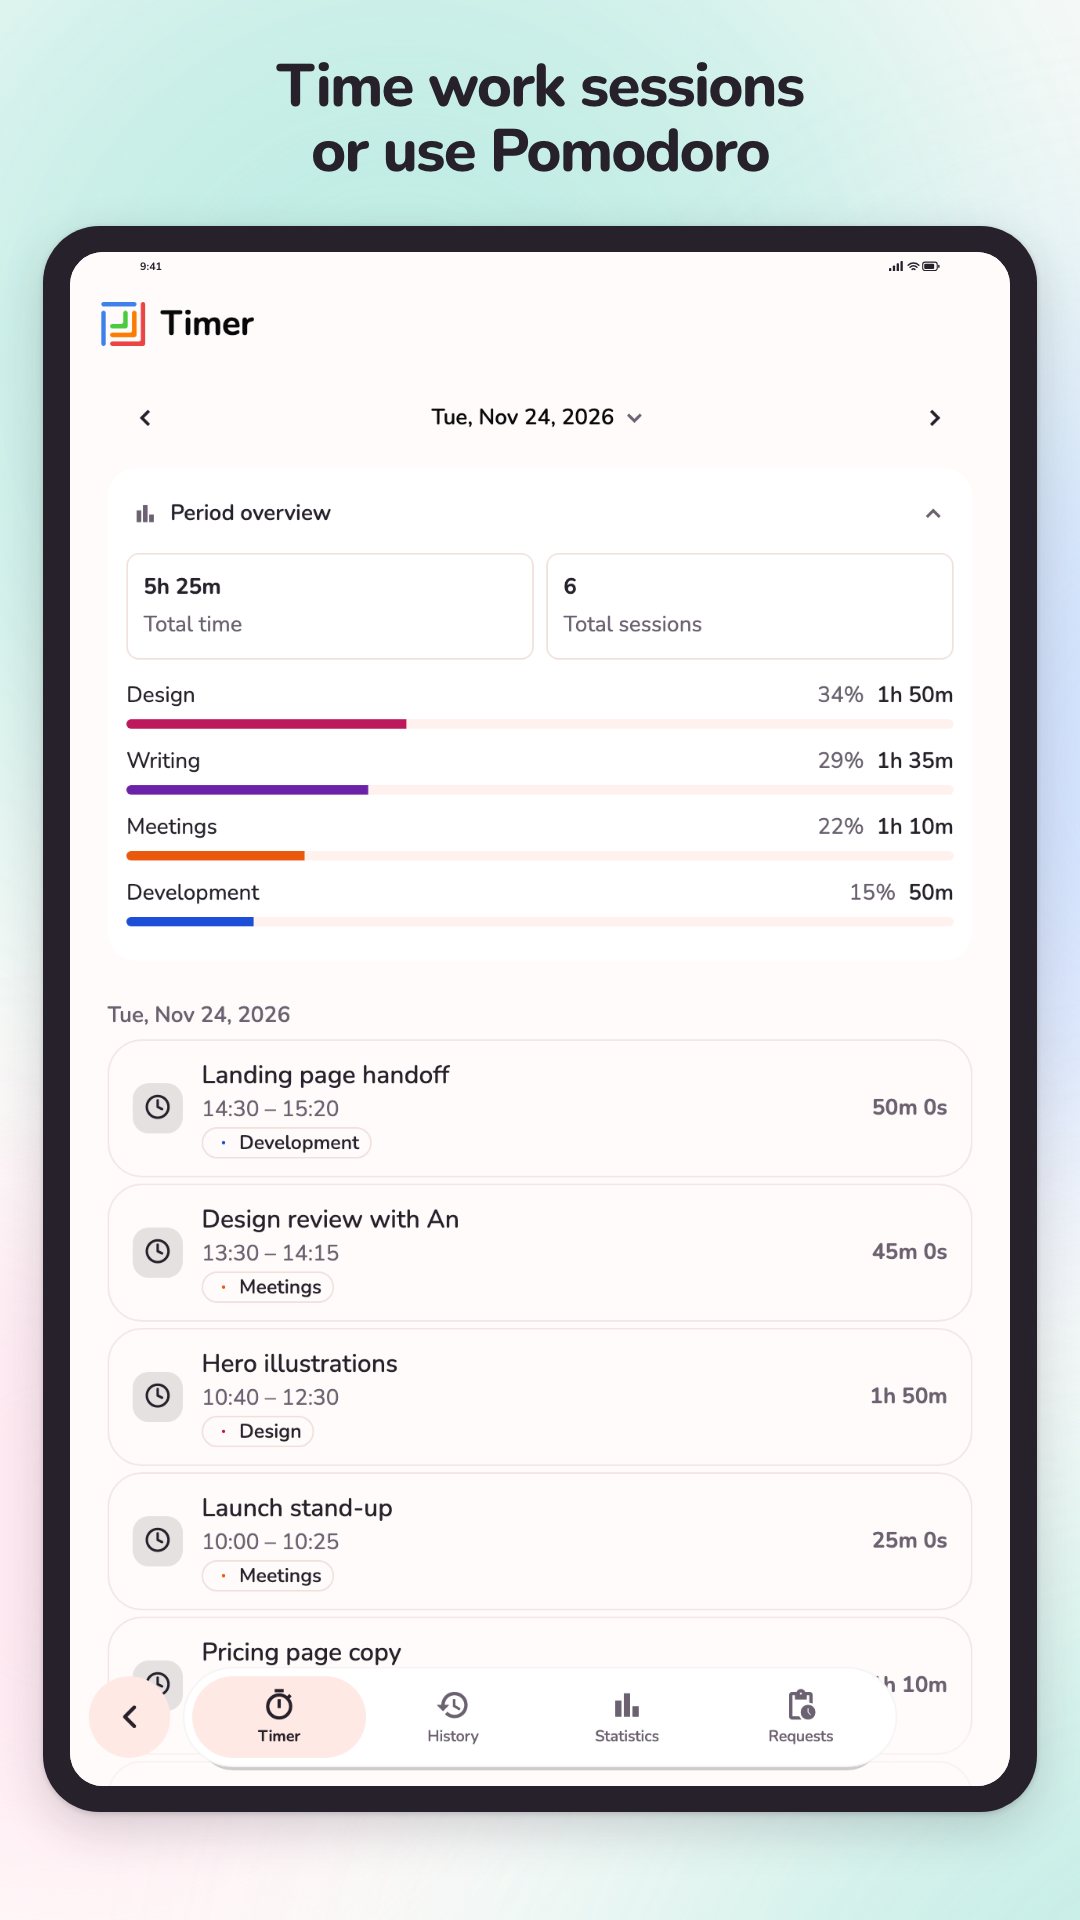 Time work sessions
or use Pomodoro
9:41
Timer
Tue, Nov 24, 2026
Period overview
5h 25m
Total time
6
Total sessions
Design 34% 1h 50m
Writing 29% 1h 35m
Meetings 22% 1h 10m
Development 15% 50m
Tue, Nov 24, 2026
Landing page handoff
14:30 – 15:20
50m 0s
Development
Design review with An
13:30 – 14:15
45m 0s
Meetings
Hero illustrations
10:40 – 12:30
1h 50m
Design
Launch stand-up
10:00 – 10:25
25m 0s
Meetings
Pricing page copy
10m
Timer
History
Statistics
Requests